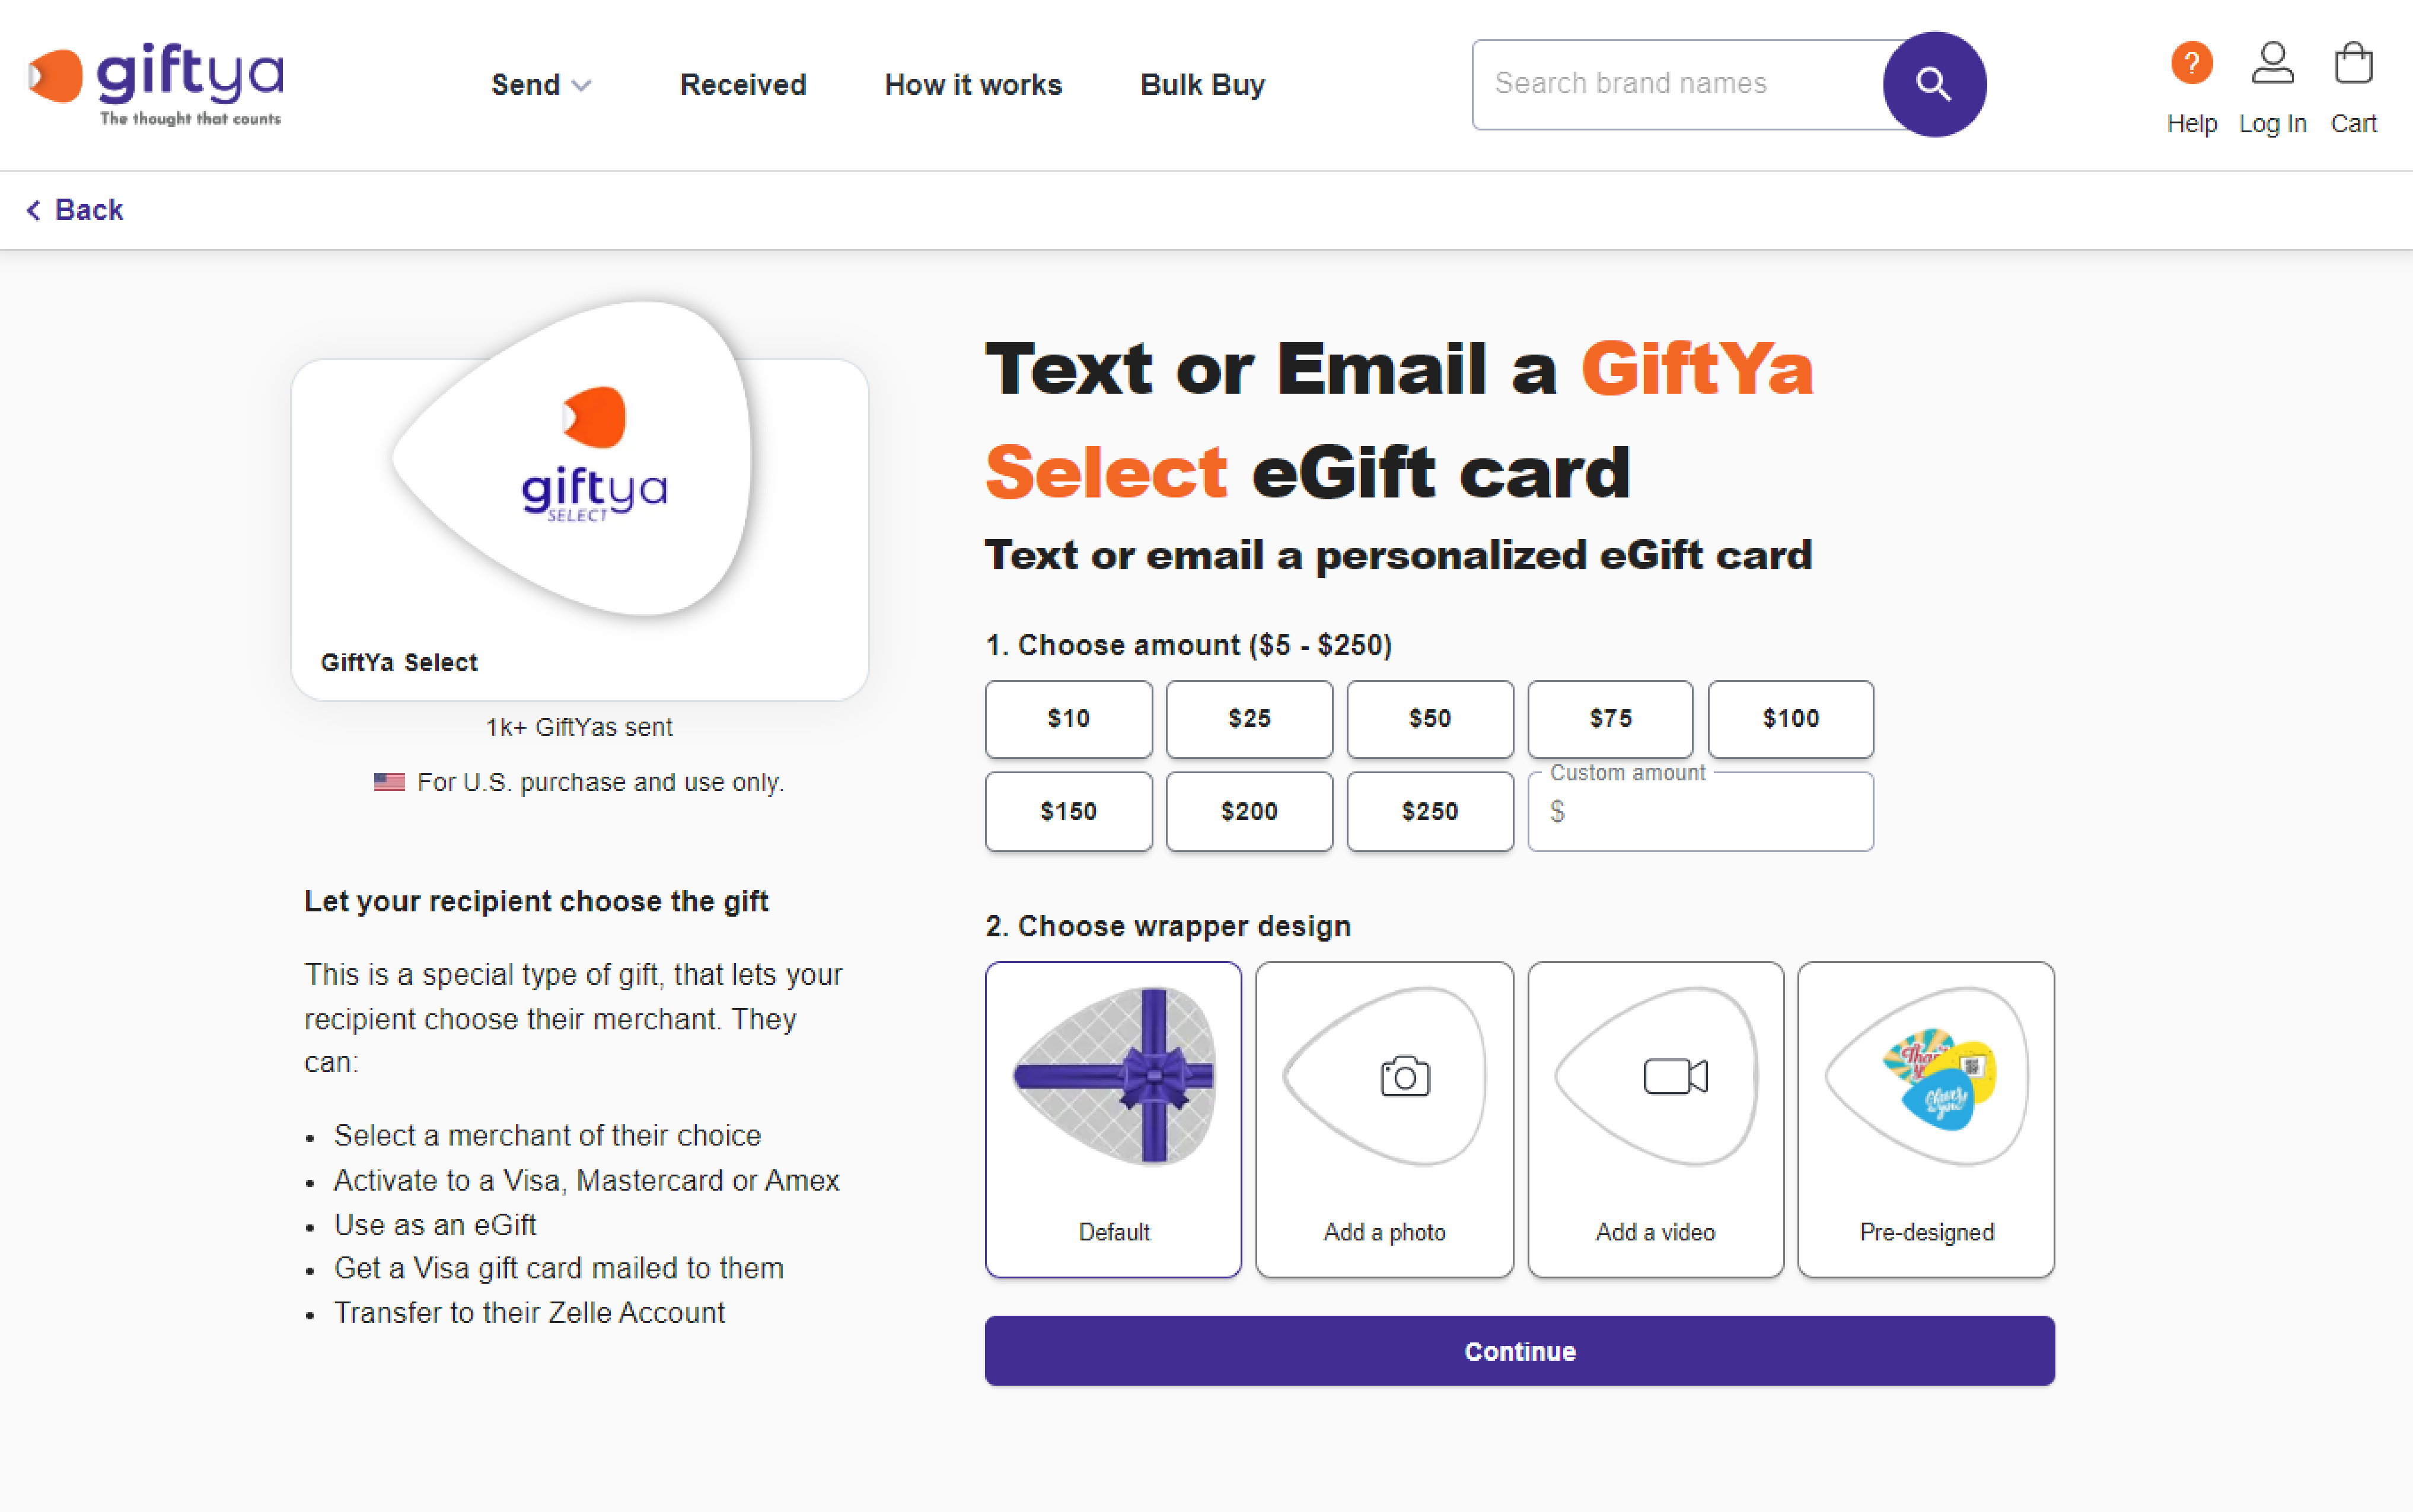 giftya
The thought that counts
Send
Received
How it works
Bulk Buy
Search brand names
?
Help
Log In
Cart
Back
giftya
SELECT
GiftYa Select
1k+ GiftYas sent
For U.S. purchase and use only.
Let your recipient choose the gift
This is a special type of gift, that lets your
recipient choose their merchant. They
can:
• Select a merchant of their choice
• Activate to a Visa, Mastercard or Amex
• Use as an eGift
• Get a Visa gift card mailed to them
• Transfer to their Zelle Account
Text or Email a GiftYa
Select eGift card
Text or email a personalized eGift card
1. Choose amount ($5 - $250)
$10
$25
$50
$75
$100
$150
$200
$250
Custom amount
$
2. Choose wrapper design
Default
Add a photo
Add a video
Pre-designed
Continue